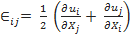 ∈ᵢⱼ = 1/2 (∂uᵢ/∂Xⱼ + ∂uⱼ/∂Xᵢ)